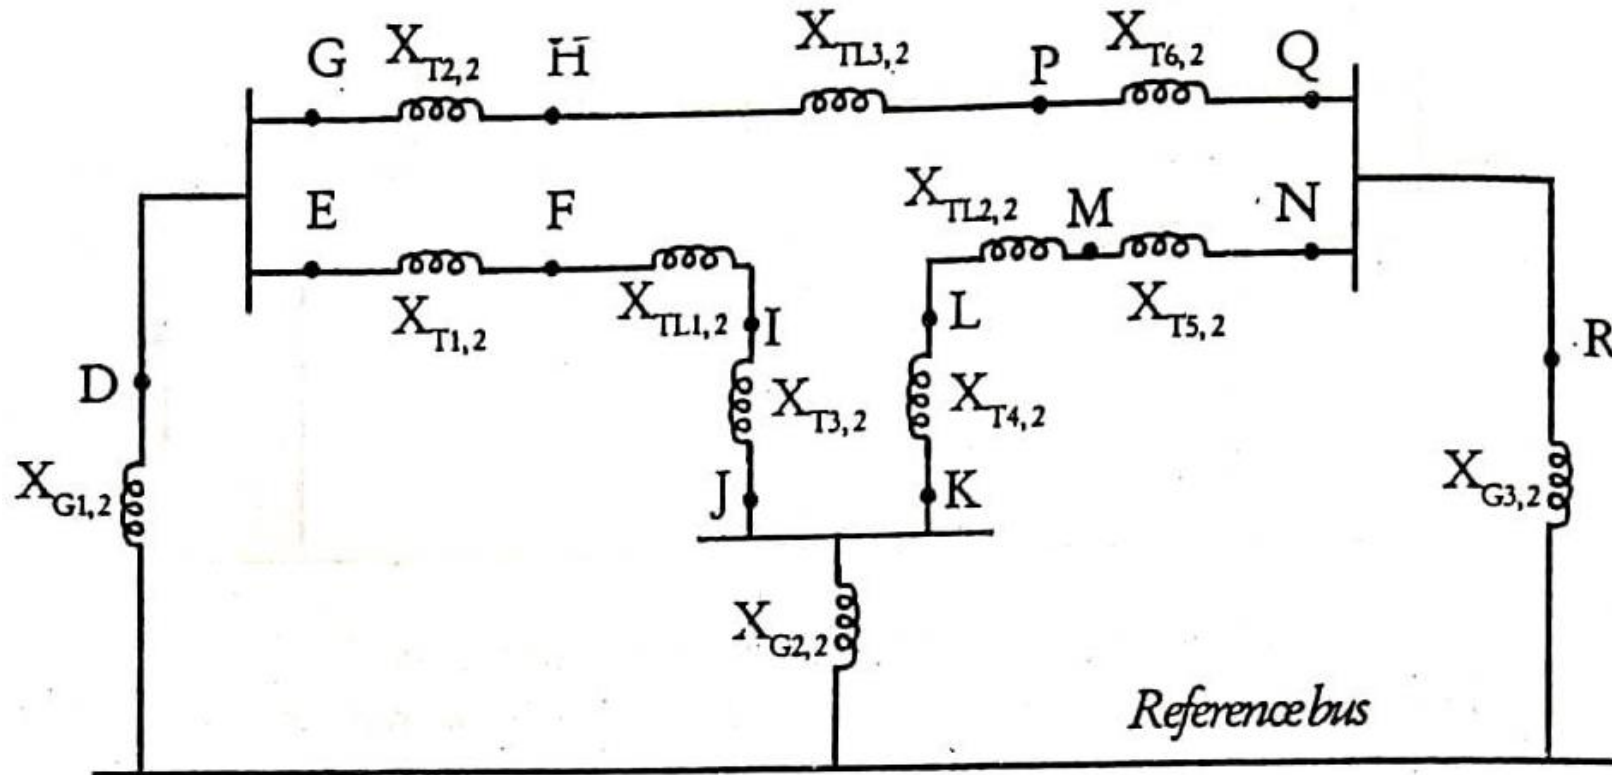 G X_T2,2 H X_TL3,2 P X_T6,2 Q
E F X_TL2,2 M N
X_T1,2 X_TL1,2 I L X_T5,2 R
D X_T3,2 X_T4,2
X_G1,2 J K X_G3,2
X_G2,2
Reference bus